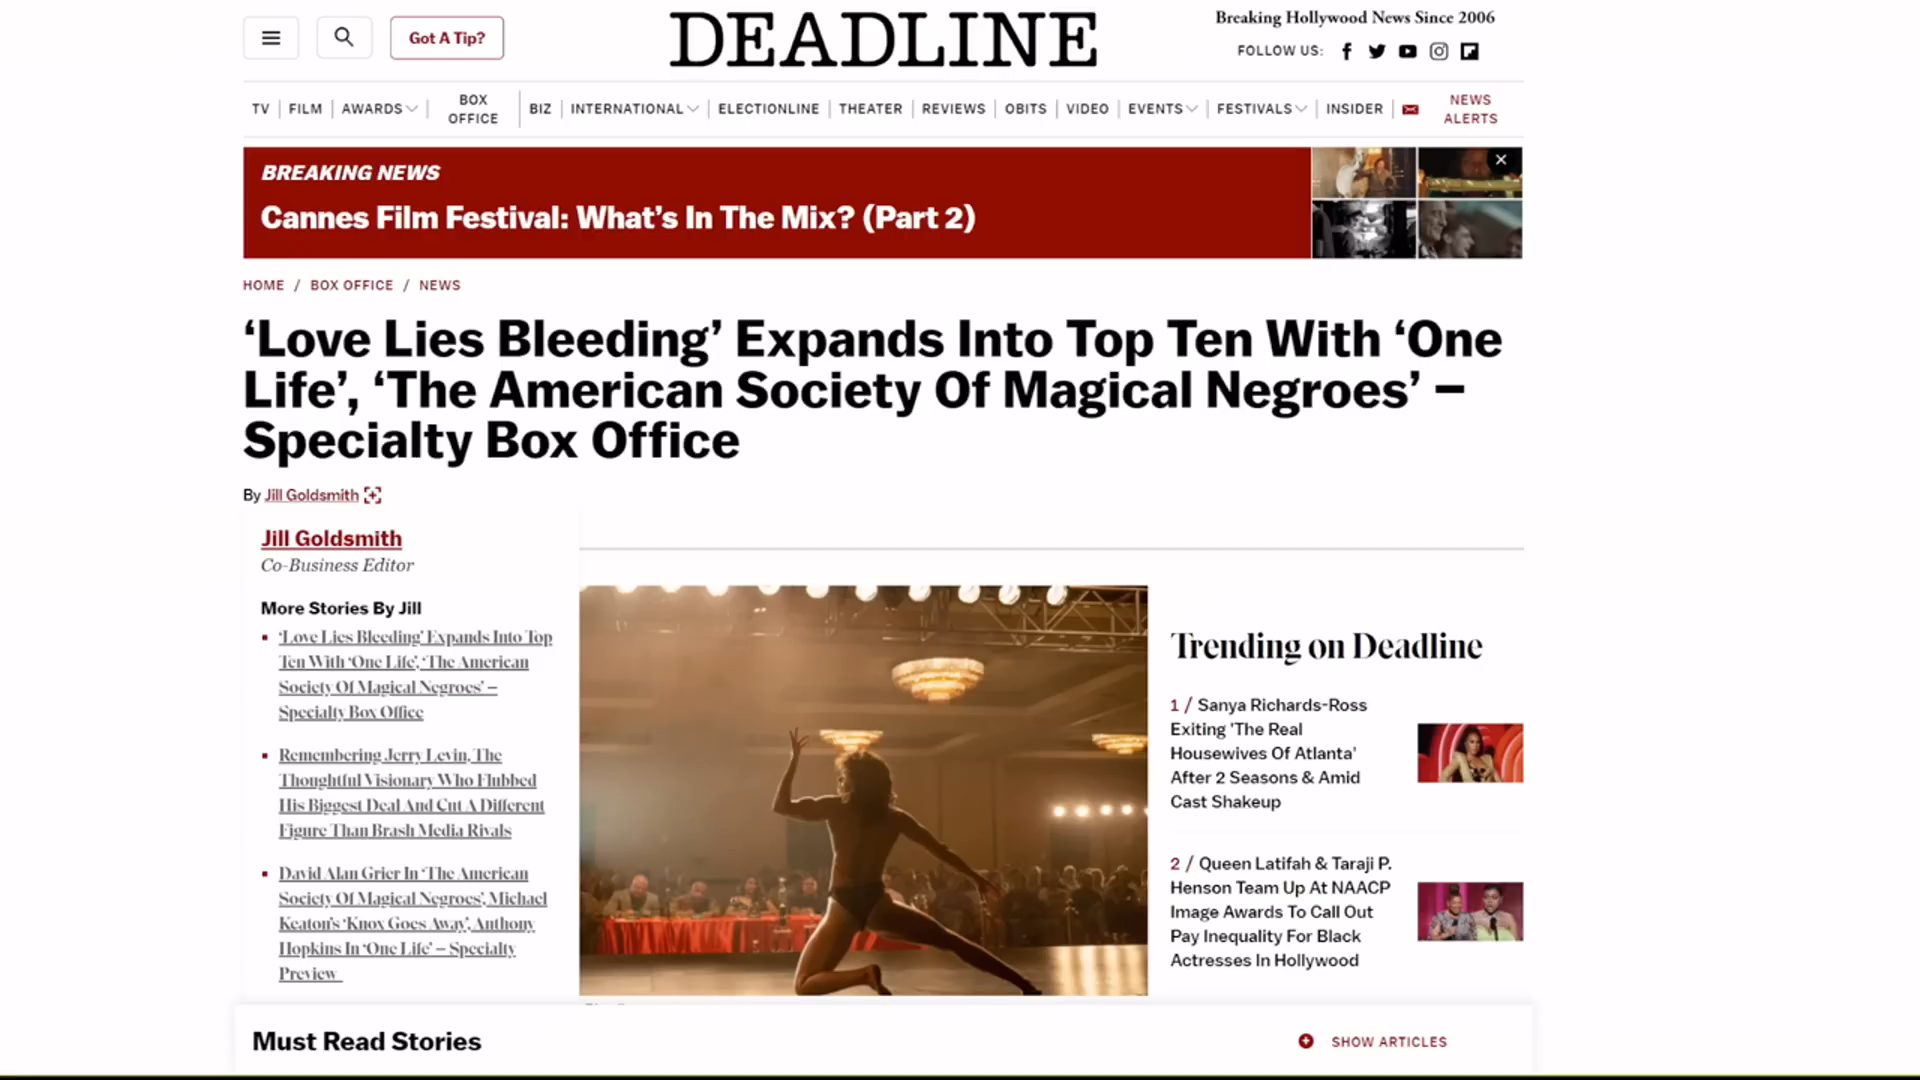 Got A Tip?
DEADLINE
Breaking Hollywood News Since 2006
FOLLOW US:
TV | FILM | AWARDS | BOX OFFICE | BIZ | INTERNATIONAL | ELECTIONLINE | THEATER | REVIEWS | OBITS | VIDEO | EVENTS | FESTIVALS | INSIDER | NEWS ALERTS
BREAKING NEWS
Cannes Film Festival: What’s In The Mix? (Part 2)
HOME / BOX OFFICE / NEWS
‘Love Lies Bleeding’ Expands Into Top Ten With ‘One
Life’, ‘The American Society Of Magical Negroes’ –
Specialty Box Office
By Jill Goldsmith
Jill Goldsmith
Co-Business Editor
More Stories By Jill
‘Love Lies Bleeding’ Expands Into Top
Ten With ‘One Life’, ‘The American
Society Of Magical Negroes’ –
Specialty Box Office
Remembering Jerry Levin, The
Thoughtful Visionary Who Flubbed
His Biggest Deal And Cut A Different
Figure Than Brash Media Rivals
David Alan Grier In ‘The American
Society Of Magical Negroes’, Michael
Keaton’s ‘Knox Goes Away’, Anthony
Hopkins In ‘One Life’ – Specialty
Preview
Trending on Deadline
1 / Sanya Richards-Ross
Exiting 'The Real
Housewives Of Atlanta'
After 2 Seasons & Amid
Cast Shakeup
2 / Queen Latifah & Taraji P.
Henson Team Up At NAACP
Image Awards To Call Out
Pay Inequality For Black
Actresses In Hollywood
Must Read Stories
SHOW ARTICLES